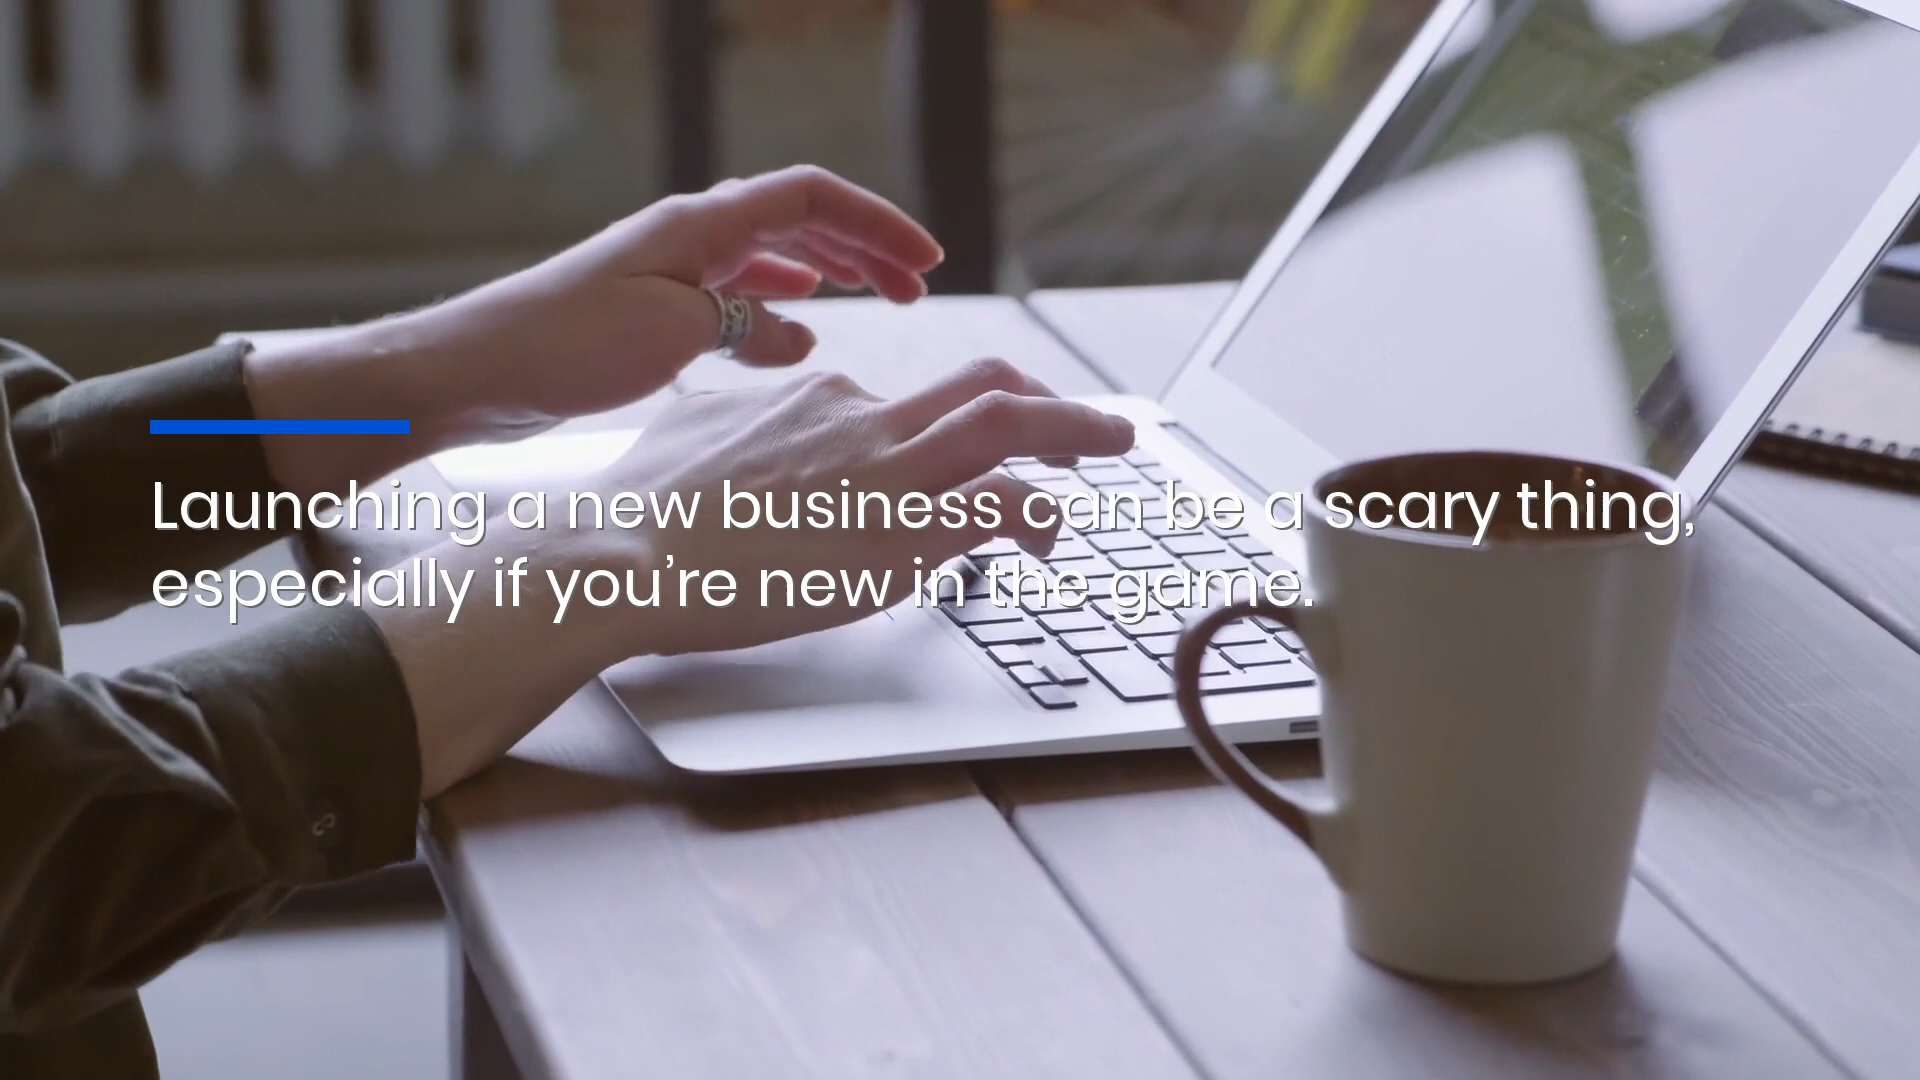 Launching a new business can be a scary thing,
especially if you’re new in the game.